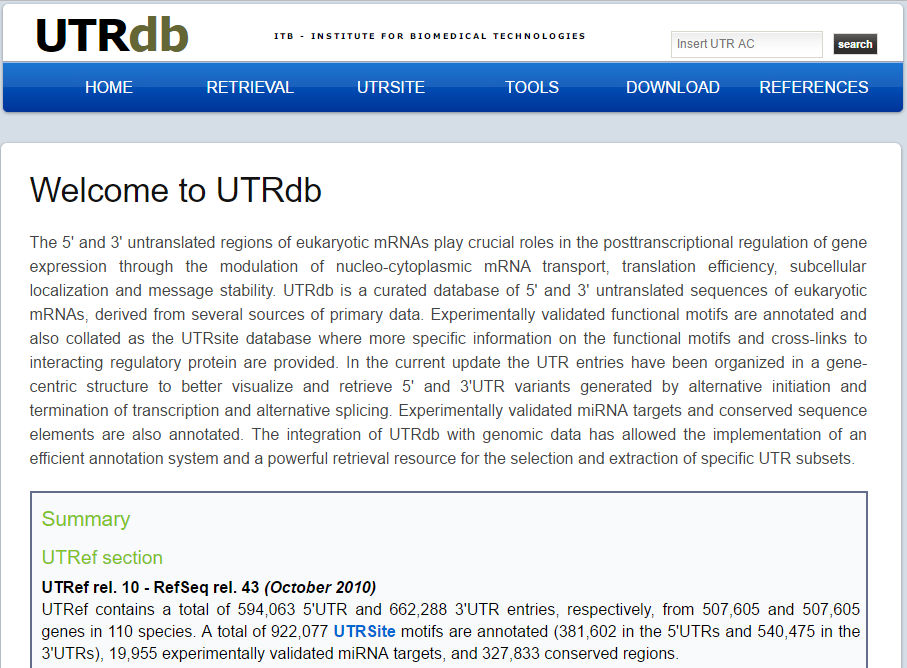 UTRdb
ITB - INSTITUTE FOR BIOMEDICAL TECHNOLOGIES
Insert UTR AC
search
HOME RETRIEVAL UTRSITE TOOLS DOWNLOAD REFERENCES
Welcome to UTRdb
The 5' and 3' untranslated regions of eukaryotic mRNAs play crucial roles in the posttranscriptional regulation of gene
expression through the modulation of nucleo-cytoplasmic mRNA transport, translation efficiency, subcellular
localization and message stability. UTRdb is a curated database of 5' and 3' untranslated sequences of eukaryotic
mRNAs, derived from several sources of primary data. Experimentally validated functional motifs are annotated and
also collated as the UTRsite database where more specific information on the functional motifs and cross-links to
interacting regulatory protein are provided. In the current update the UTR entries have been organized in a gene-
centric structure to better visualize and retrieve 5' and 3'UTR variants generated by alternative initiation and
termination of transcription and alternative splicing. Experimentally validated miRNA targets and conserved sequence
elements are also annotated. The integration of UTRdb with genomic data has allowed the implementation of an
efficient annotation system and a powerful retrieval resource for the selection and extraction of specific UTR subsets.
Summary
UTRef section
UTRef rel. 10 - RefSeq rel. 43 (October 2010)
UTRef contains a total of 594,063 5'UTR and 662,288 3'UTR entries, respectively, from 507,605 and 507,605
genes in 110 species. A total of 922,077 UTRSite motifs are annotated (381,602 in the 5'UTRs and 540,475 in the
3'UTRs), 19,955 experimentally validated miRNA targets, and 327,833 conserved regions.